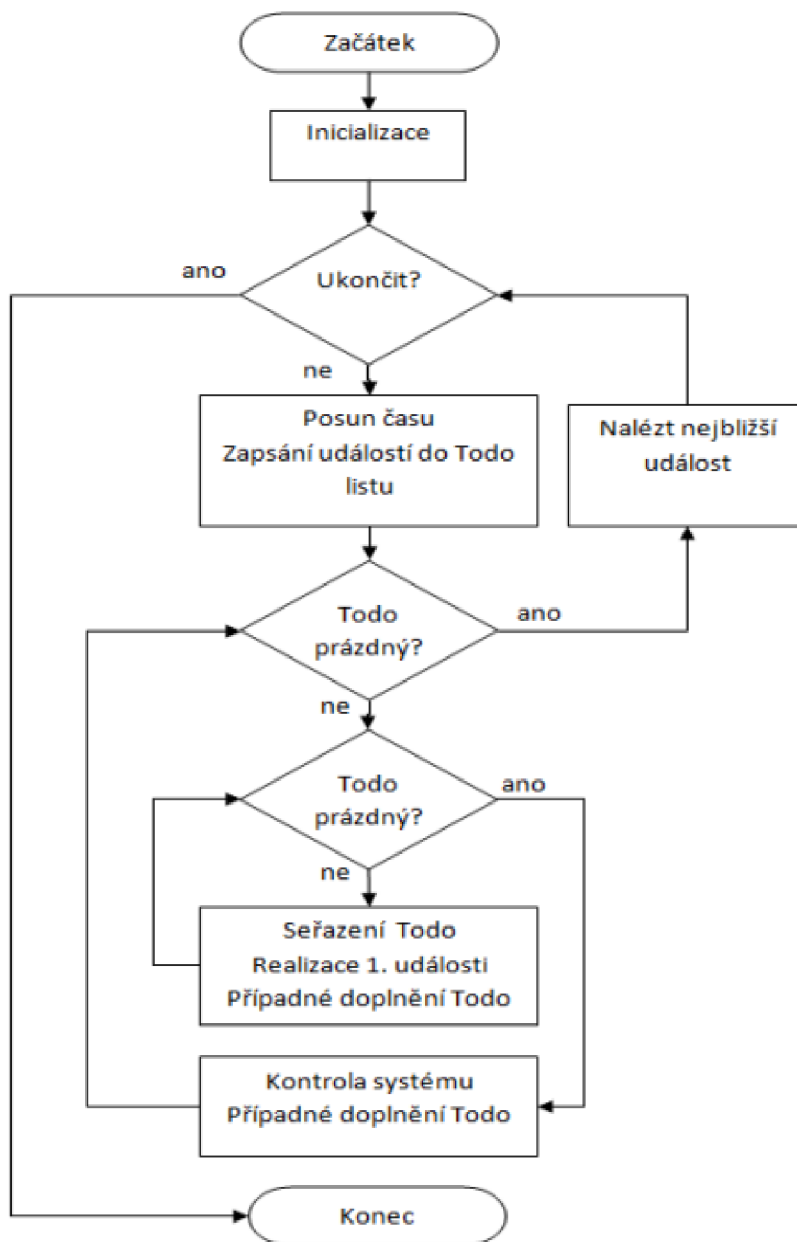 Začátek
Inicializace
ano
Ukončit?
ne
Posun času
Zapsání událostí do Todo
listu
Nalézt nejbližší
událost
Todo
prázdný?
ano
ne
Todo
prázdný?
ano
ne
Seřazení Todo
Realizace 1. události
Případné doplnění Todo
Kontrola systému
Případné doplnění Todo
Konec